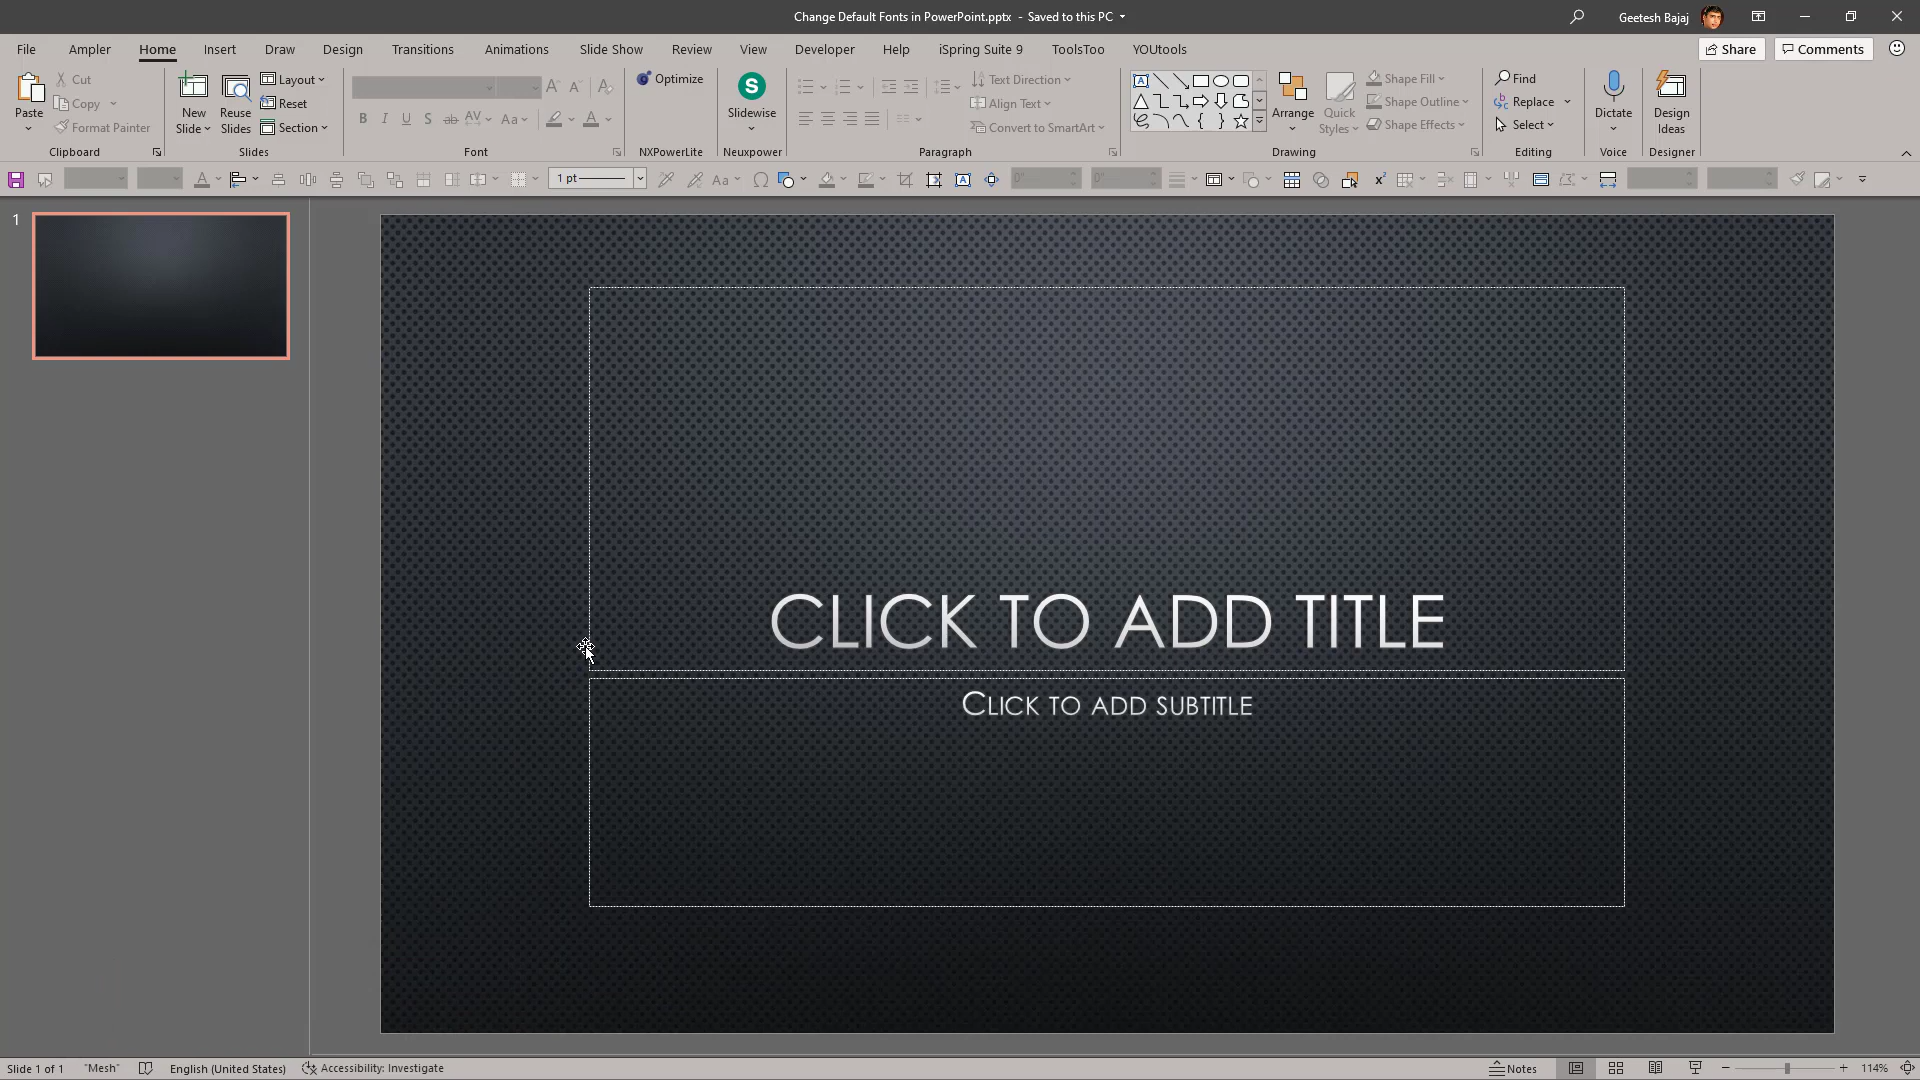 Change Default Fonts in PowerPoint.pptx - Saved to this PC
Geetesh Bajaj
File Ampler Home Insert Draw Design Transitions Animations Slide Show Review View Developer Help iSpring Suite 9 ToolsToo YOUtools
Share Comments
Paste
Cut
Copy
Format Painter
Clipboard
New Slide
Reuse Slides
Layout
Reset
Section
Slides
Font
Optimize
NXPowerLite
Slidewise
Neuxpower
Text Direction
Align Text
Convert to SmartArt
Paragraph
Arrange
Quick Styles
Shape Fill
Shape Outline
Shape Effects
Drawing
Find
Replace
Select
Editing
Dictate
Voice
Design Ideas
Designer
1 pt
1
CLICK TO ADD TITLE
CLICK TO ADD SUBTITLE
Slide 1 of 1 "Mesh" English (United States) Accessibility: Investigate
Notes 114%